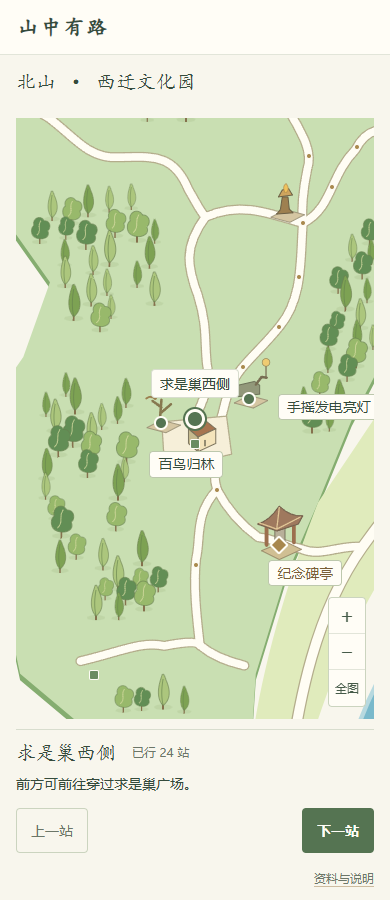 山中有路
北山 • 西迁文化园
求是巢西侧
手摇发电亮灯
百鸟归林
纪念碑亭
+
−
全图
求是巢西侧 已行 24 站
前方可前往穿过求是巢广场。
上一站 下一站
资料与说明